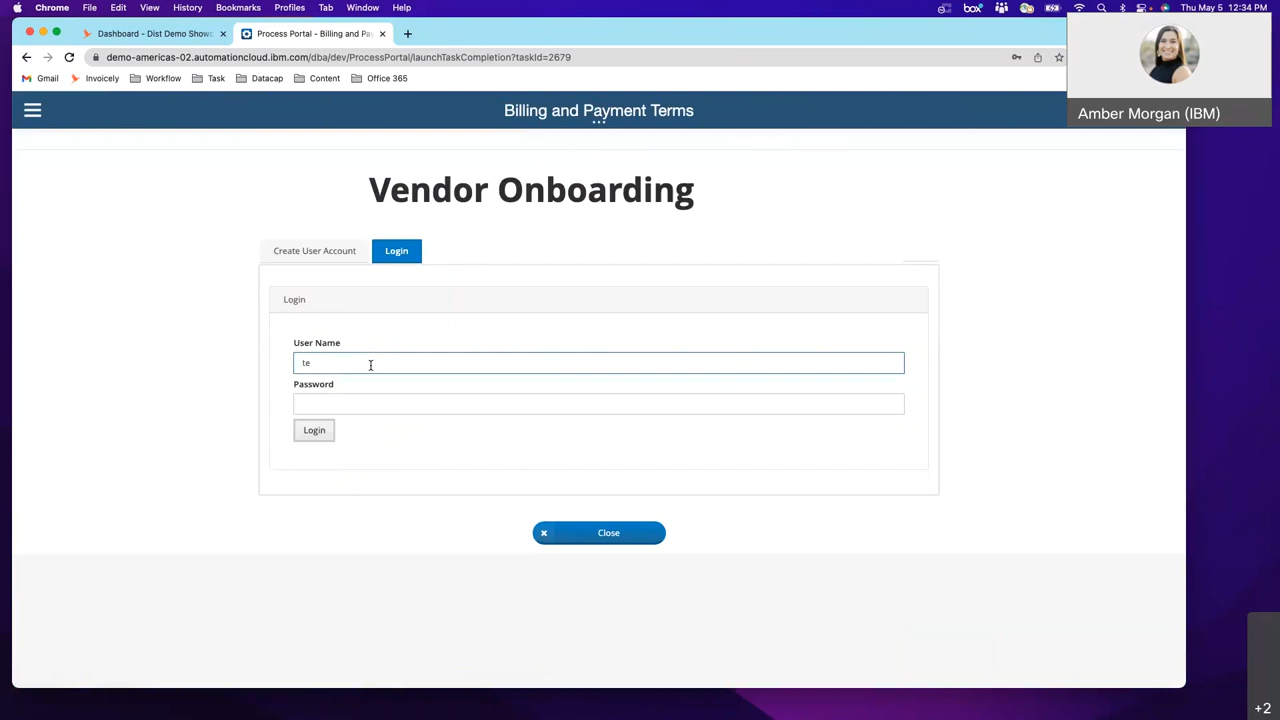 Chrome File Edit View History Bookmarks Profiles Tab Window Help box Thu May 5 12:34 PM
Dashboard - Dist Demo Showc Process Portal - Billing and Pay
demo-americas-02.automationcloud.ibm.com/dba/dev/ProcessPortal/launchTaskCompletion?taskId=2679
Gmail Invoicely Workflow Task Datacap Content Office 365
Billing and Payment Terms
Amber Morgan (IBM)
Vendor Onboarding
Create User Account Login
Login
User Name
te
Password
Login
Close
+2